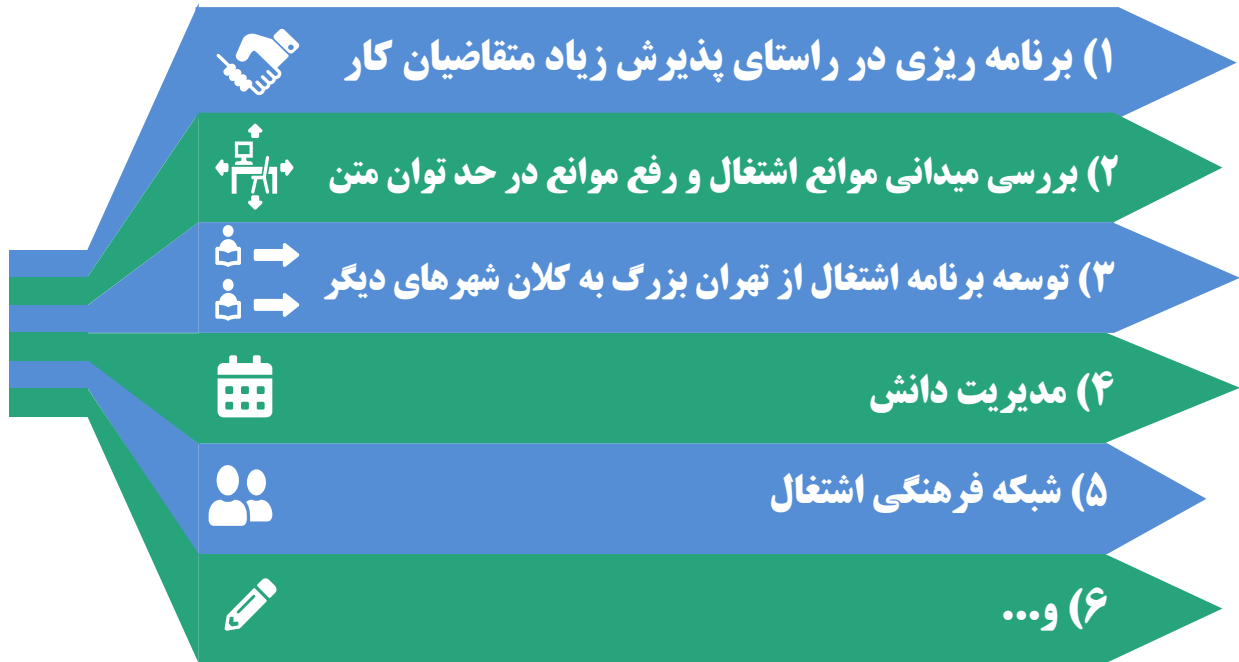 ۱) برنامه ریزی در راستای پذیرش زیاد متقاضیان کار
۲) بررسی میدانی موانع اشتغال و رفع موانع در حد توان متن
۳) توسعه برنامه اشتغال از تهران بزرگ به کلان شهرهای دیگر
۴) مدیریت دانش
۵) شبکه فرهنگی اشتغال
۶) و...